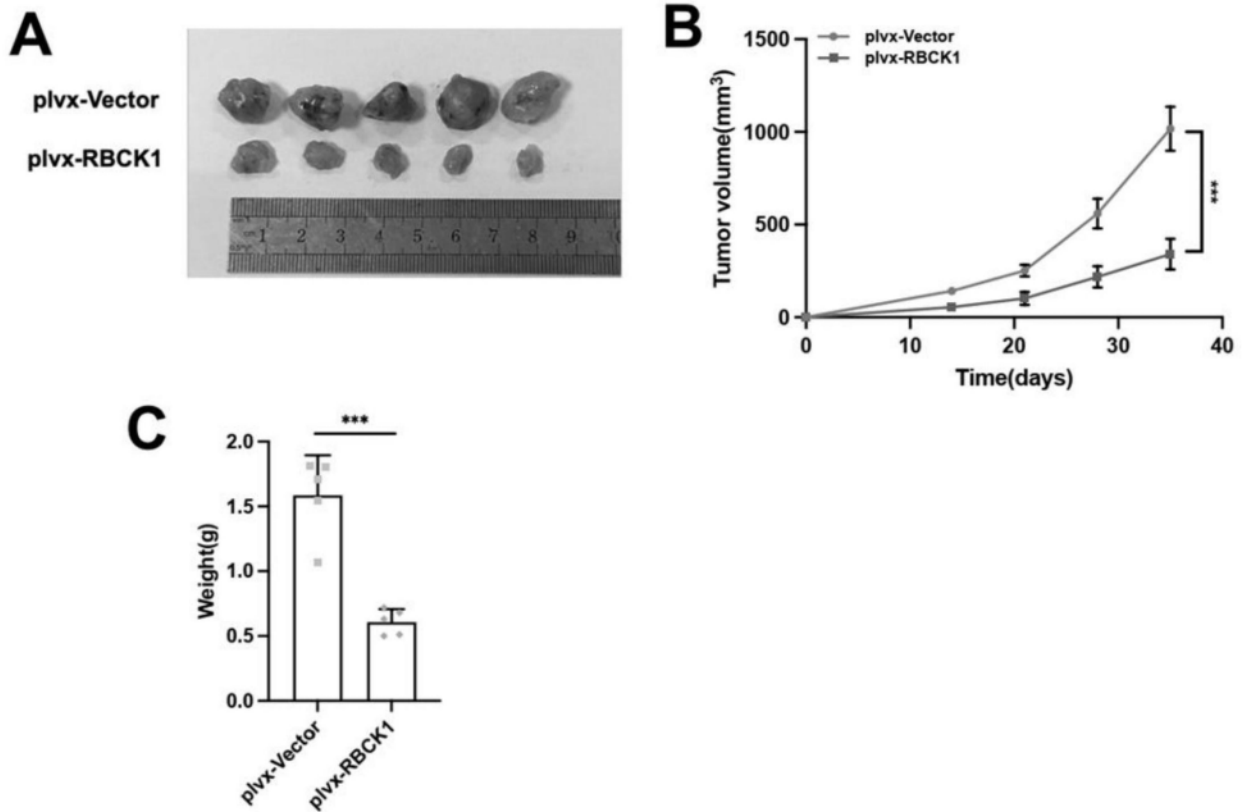 A
plvx-Vector
plvx-RBCK1
cm 1 2 3 4 5 6 7 8 9
B
plvx-Vector
plvx-RBCK1
1500
1000
500
0
Tumor volume(mm³)
0 10 20 30 40
Time(days)
***
C
***
2.0
1.5
1.0
0.5
0.0
Weight(g)
plvx-Vector
plvx-RBCK1